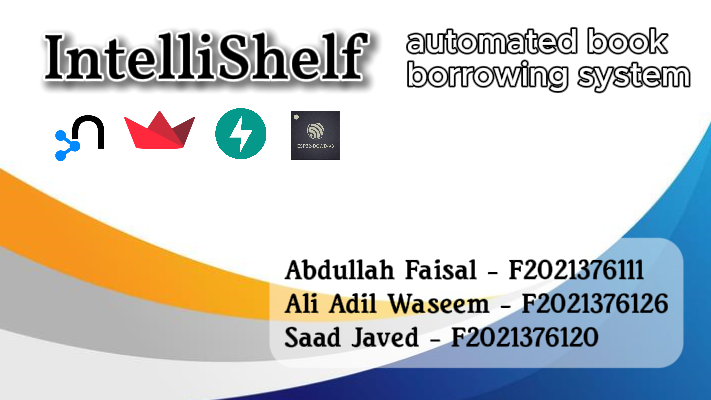 IntelliShelf
automated book
borrowing system
Abdullah Faisal - F2021376111
Ali Adil Waseem - F2021376126
Saad Javed - F2021376120